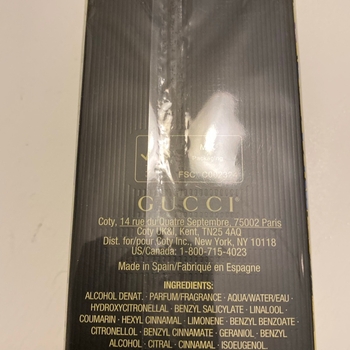 FSC
GUCCI
Coty, 14 rue du Quatre Septembre, 75002 Paris
Coty UK&I, Kent, TN25 4AQ
Dist. for/pour Coty Inc., New York, NY 10118
US/Canada: 1-800-715-4023
Made in Spain/Fabriqué en Espagne
INGREDIENTS:
ALCOHOL DENAT. · PARFUM/FRAGRANCE · AQUA/WATER/EAU ·
HYDROXYCITRONELLAL · BENZYL SALICYLATE · LINALOOL ·
COUMARIN · HEXYL CINNAMAL · LIMONENE · BENZYL BENZOATE ·
CITRONELLOL · BENZYL CINNAMATE · GERANIOL · BENZYL
ALCOHOL · CITRAL · CINNAMAL · ISOEUGENOL.